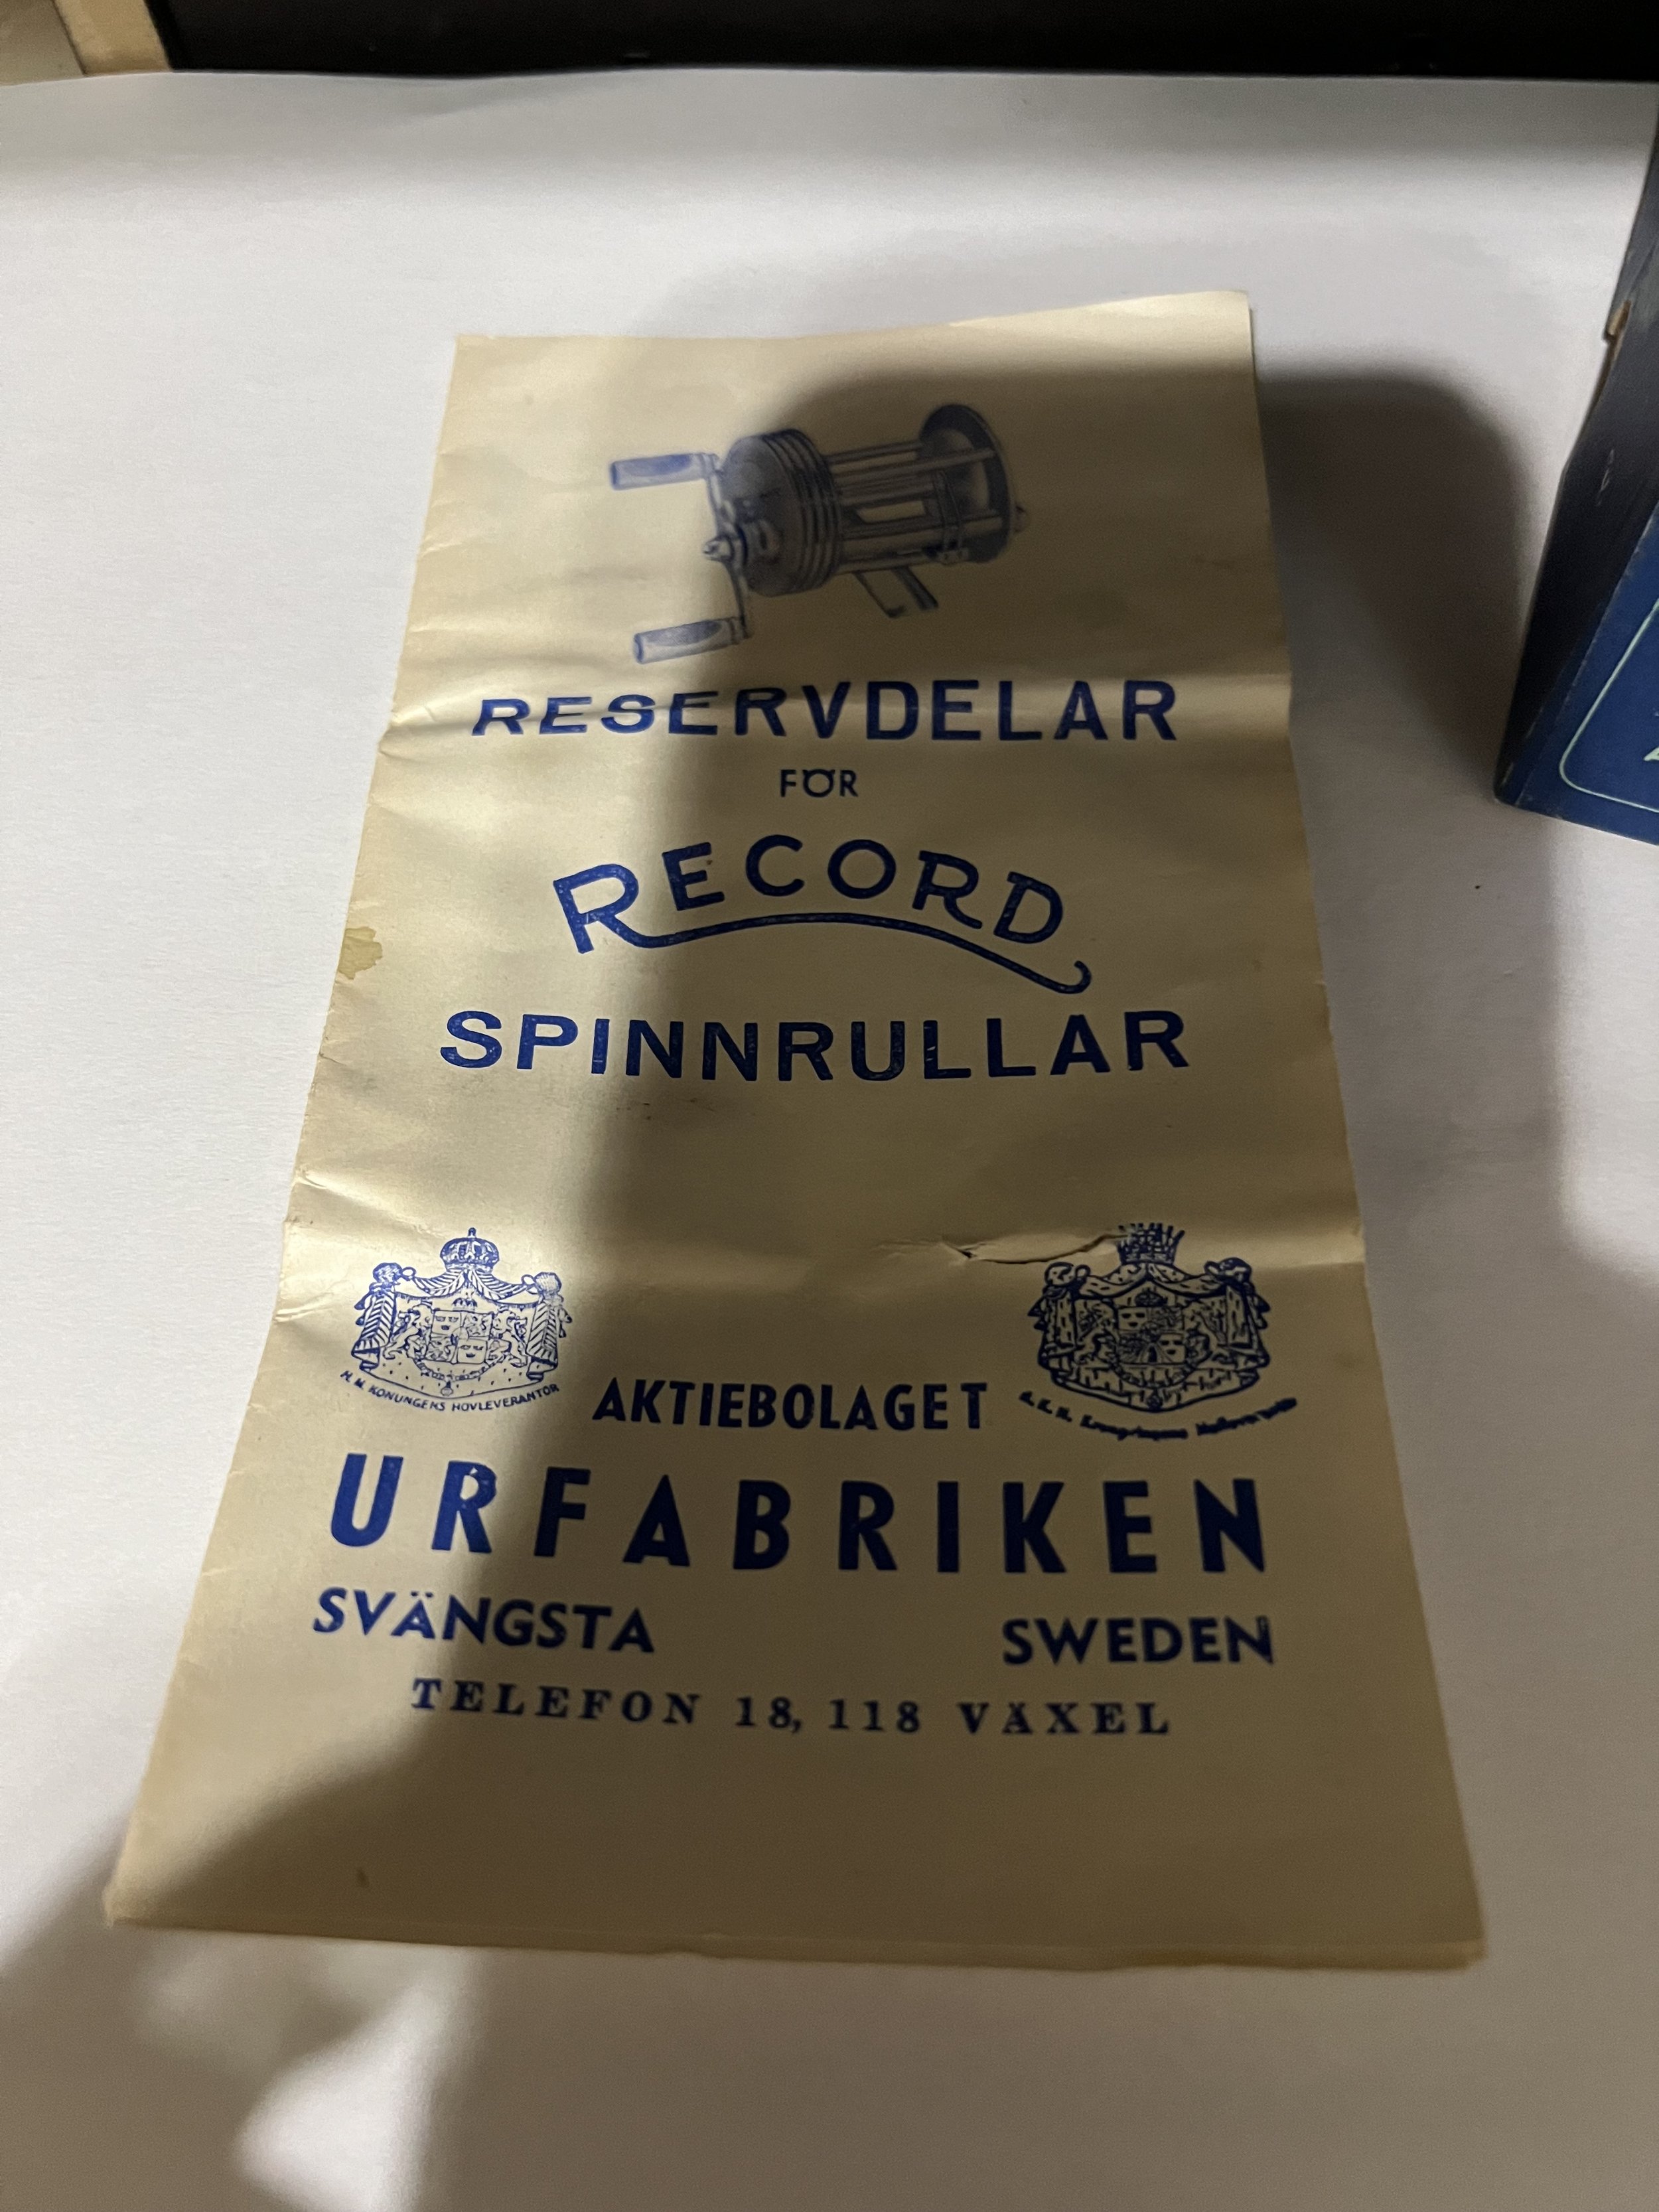 RESERVDELAR
FÖR
RECORD
SPINNRULLAR
H. M. KONUNGENS HOVLEVERANTÖR
AKTIEBOLAGET
URFABRIKEN
SVÄNGSTA SWEDEN
TELEFON 18, 118 VÄXEL